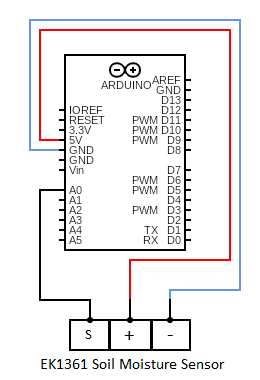 AREF
ARDUINO
GND
D13
IOREF D12
RESET PWM D11
3.3V PWM D10
5V PWM D9
GND D8
GND
Vin D7
PWM D6
A0 PWM D5
A1 D4
A2 PWM D3
A3 D2
A4 TX D1
A5 RX D0
S + -
EK1361 Soil Moisture Sensor